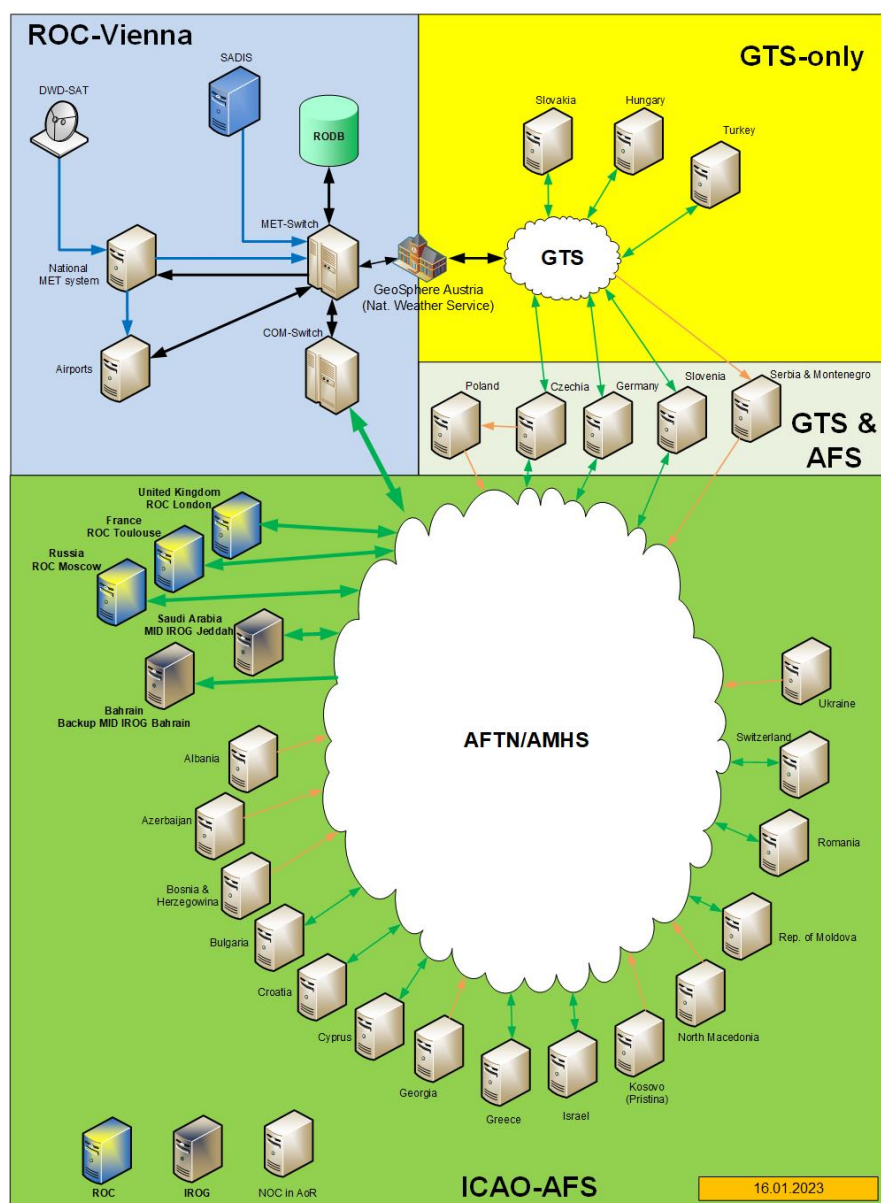 ROC-Vienna
GTS-only
SADIS
DWD-SAT
RODB
Slovakia
Hungary
Turkey
MET-Switch
National
MET system
GTS
GeoSphere Austria
(Nat. Weather Service)
COM-Switch
Airports
Poland
Czechia
Germany
Slovenia
Serbia & Montenegro
GTS &
AFS
United Kingdom
ROC London
France
ROC Toulouse
Russia
ROC Moscow
Saudi Arabia
MID IROG Jeddah
Bahrain
Backup MID IROG Bahrain
Ukraine
AFTN/AMHS
Switzerland
Albania
Azerbaijan
Romania
Bosnia &
Herzegowina
Bulgaria
Rep. of Moldova
Croatia
Cyprus
North Macedonia
Georgia
Greece
Israel
Kosovo
(Pristina)
ROC
IROG
NOC in AoR
ICAO-AFS
16.01.2023